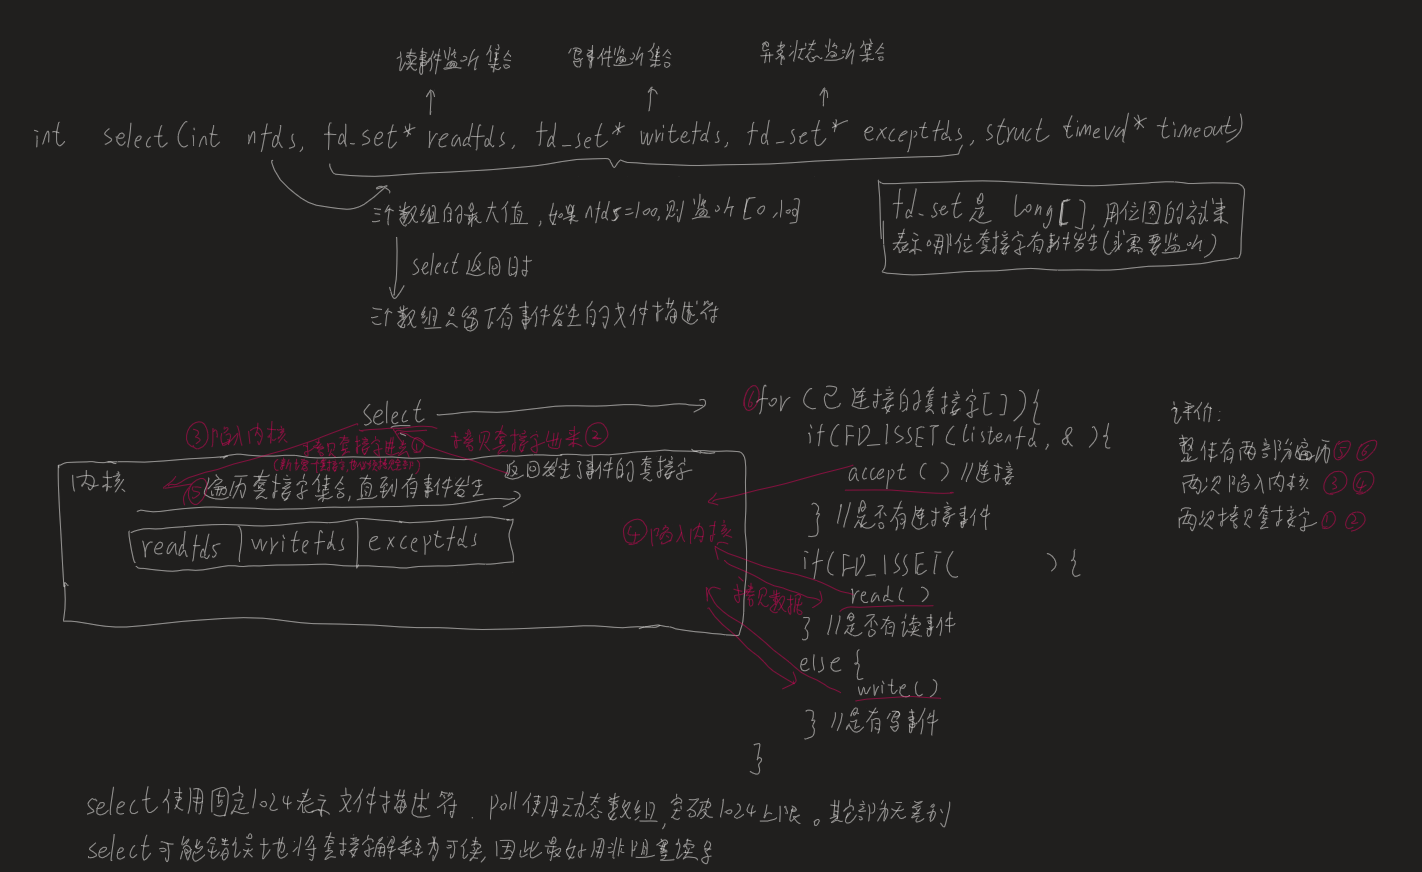 读事件监听集合 写事件监听集合 异常状态监听集合
int select(int nfds, fd_set* readfds, fd_set* writefds, fd_set* exceptfds, struct timeval* timeout)
三个数组的最大值,如果nfds=100,则监听[0,100]
fd_set是 long[],用位图的方式来
表示哪位套接字有事件发生(或需要监听)
select返回时
三个数组只留下有事件发生的文件描述符
select
③陷入内核
拷贝套接字进去①
拷贝套接字出来②
内核
返回发生了事件的套接字
⑤遍历套接字集合,直到有事件发生
readfds writefds exceptfds
④陷入内核
拷贝数据
⑥for (已连接的套接字[]){
if(FD_ISSET(listenfd, & ){
accept() //连接
} //是否有连接事件
if(FD_ISSET( ){
read()
} //是否有读事件
else {
write()
} //是有写事件
}
评价:
整体有两部分遍历⑤⑥
两次陷入内核 ③④
两次拷贝套接字①②
select使用固定1024表示文件描述符. poll使用动态数组,突破1024上限。其它部分无差别
select可能错误地将套接字解释为可读,因此最好用非阻塞读写